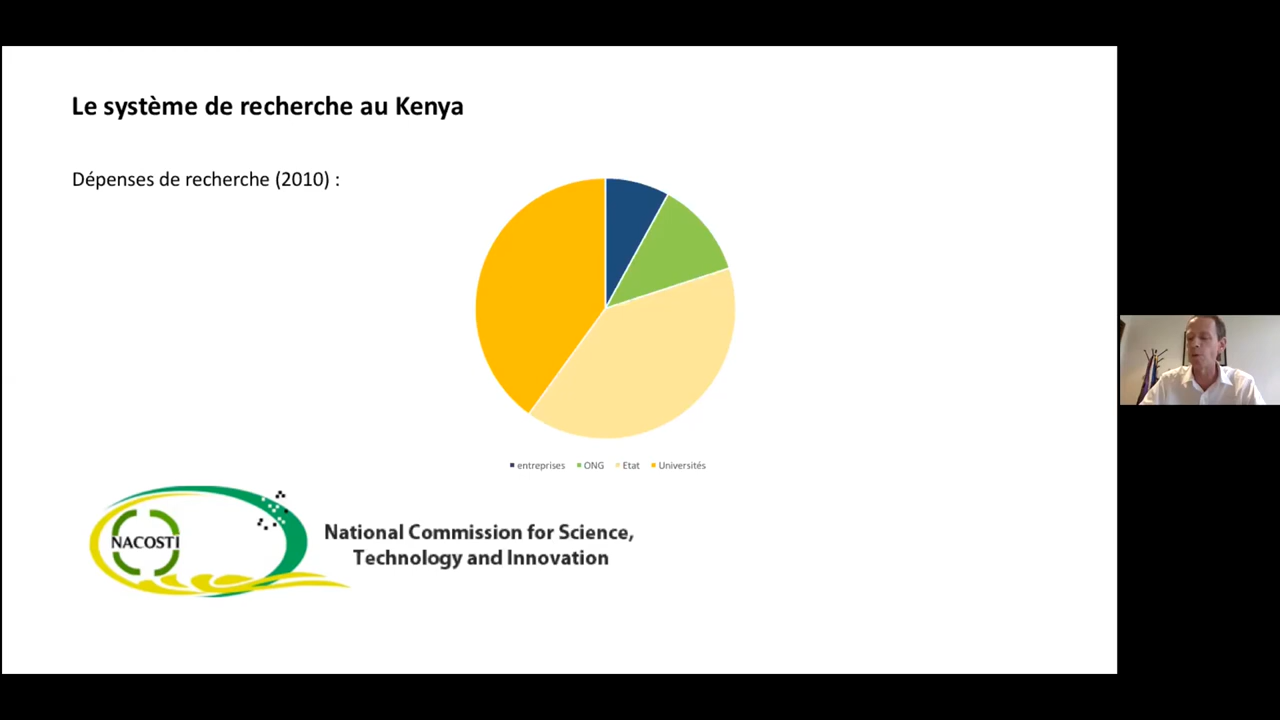 Le système de recherche au Kenya
Dépenses de recherche (2010) :
entreprises ONG Etat Universités
NACOSTI
National Commission for Science,
Technology and Innovation